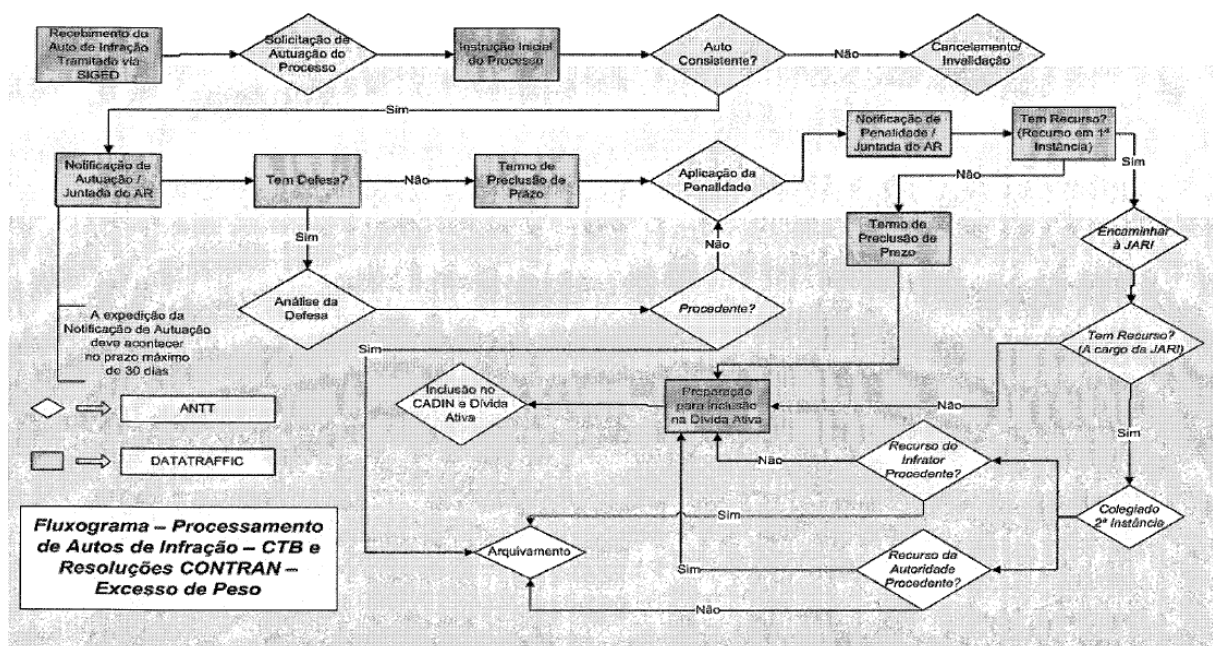 Recebimento do
Auto de Infração
Tramitado via
SIGED
Solicitação de
Autuação do
Processo
Instrução Inicial
do Processo
Auto
Consistente?
Não
Cancelamento/
Invalidação
Sim
Notificação de
Autuação /
Juntada do AR
Tem Defesa?
Não
Termo de
Preclusão de
Prazo
Aplicação da
Penalidade
Notificação de
Penalidade /
Juntada do AR
Tem Recurso?
(Recurso em 1ª
Instância)
Sim
Não
Termo de
Preclusão de
Prazo
Encaminhar
à JARI
Sim
Não
Análise da
Defesa
Procedente?
Tem Recurso?
(A cargo da JARI)
A expedição da
Notificação de Autuação
deve acontecer
no prazo máximo
de 30 dias
Sim
Inclusão no
CADIN e Dívida
Ativa
Preparação
para inclusão
na Dívida Ativa
Não
Sim
ANTT
DATATRAFFIC
Recurso do
Infrator
Procedente?
Não
Sim
Colegiado
2ª Instância
Fluxograma – Processamento
de Autos de Infração – CTB e
Resoluções CONTRAN –
Excesso de Peso
Arquivamento
Recurso da
Autoridade
Procedente?
Sim
Não